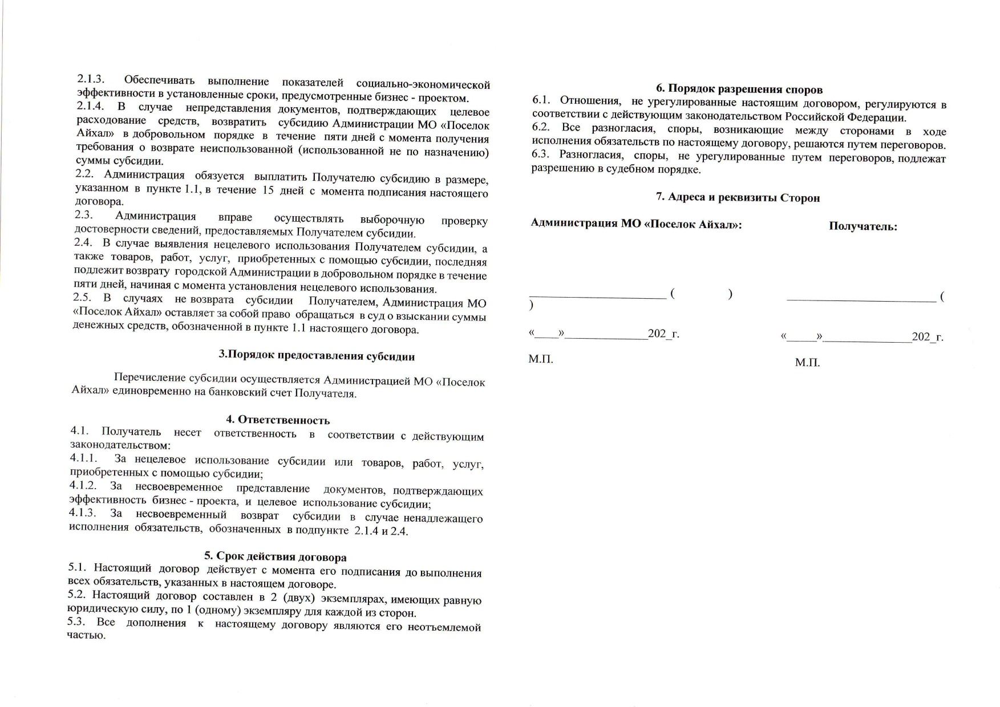 2.1.3. Обеспечивать выполнение показателей социально-экономической
эффективности в установленные сроки, предусмотренные бизнес - проектом.
2.1.4. В случае непредставления документов, подтверждающих целевое
расходование средств, возвратить субсидию Администрации МО «Поселок
Айхал» в добровольном порядке в течение пяти дней с момента получения
требования о возврате неиспользованной (использованной не по назначению)
суммы субсидии.
2.2. Администрация обязуется выплатить Получателю субсидию в размере,
указанном в пункте 1.1, в течение 15 дней с момента подписания настоящего
договора.
2.3. Администрация вправе осуществлять выборочную проверку
достоверности сведений, предоставляемых Получателем субсидии.
2.4. В случае выявления нецелевого использования Получателем субсидии, а
также товаров, работ, услуг, приобретенных с помощью субсидии, последняя
подлежит возврату городской Администрации в добровольном порядке в течение
пяти дней, начиная с момента установления нецелевого использования.
2.5. В случаях не возврата субсидии Получателем, Администрация МО
«Поселок Айхал» оставляет за собой право обращаться в суд о взыскании суммы
денежных средств, обозначенной в пункте 1.1 настоящего договора.
3.Порядок предоставления субсидии
Перечисление субсидии осуществляется Администрацией МО «Поселок
Айхал» единовременно на банковский счет Получателя.
4. Ответственность
4.1. Получатель несет ответственность в соответствии с действующим
законодательством:
4.1.1. За нецелевое использование субсидии или товаров, работ, услуг,
приобретенных с помощью субсидии;
4.1.2. За несвоевременное представление документов, подтверждающих
эффективность бизнес - проекта, и целевое использование субсидии;
4.1.3. За несвоевременный возврат субсидии в случае ненадлежащего
исполнения обязательств, обозначенных в подпункте 2.1.4 и 2.4.
5. Срок действия договора
5.1. Настоящий договор действует с момента его подписания до выполнения
всех обязательств, указанных в настоящем договоре.
5.2. Настоящий договор составлен в 2 (двух) экземплярах, имеющих равную
юридическую силу, по 1 (одному) экземпляру для каждой из сторон.
5.3. Все дополнения к настоящему договору являются его неотъемлемой
частью.
6. Порядок разрешения споров
6.1. Отношения, не урегулированные настоящим договором, регулируются в
соответствии с действующим законодательством Российской Федерации.
6.2. Все разногласия, споры, возникающие между сторонами в ходе
исполнения обязательств по настоящему договору, решаются путем переговоров.
6.3. Разногласия, споры, не урегулированные путем переговоров, подлежат
разрешению в судебном порядке.
7. Адреса и реквизиты Сторон
Администрация МО «Поселок Айхал»: Получатель:
_______________________ ( ) _________________________ (
)
«____»______________202_г. «_____»_______________202_г.
М.П. М.П.